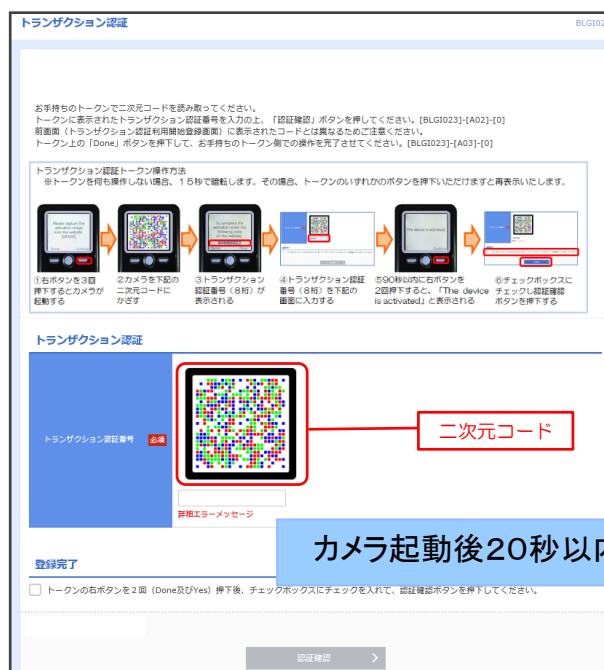 トランザクション認証
BLGI02
お手持ちのトークンで二次元コードを読み取ってください。
トークンに表示されたトランザクション認証番号を入力の上、「認証確認」ボタンを押してください。[BLGI023]-[A02]-[0]
前画面（トランザクション認証利用開始登録画面）に表示されたコードとは異なるためご注意ください。
トークン上の「Done」ボタンを押下して、お手持ちのトークン側での操作を完了させてください。[BLGI023]-[A03]-[0]
トランザクション認証トークン操作方法
※トークンを何も操作しない場合、１５秒で暗転します。その場合、トークンのいずれかのボタンを押下いただけますと再表示いたします。
Please capture the
activation image
from the website
The device is activated
①右ボタンを３回
押下するとカメラが
起動する
②カメラを下記の
二次元コードに
かざす
③トランザクション
認証番号（8桁）が
表示される
④トランザクション認証
番号（8桁）を下記の
画面に入力する
⑤90秒以内に右ボタンを
2回押下すると、「The device
is activated」と表示される
⑥チェックボックスに
チェックし認証確認
ボタンを押下する
トランザクション認証
トランザクション認証番号 必須
二次元コード
詳細エラーメッセージ
カメラ起動後２０秒以内
登録完了
トークンの右ボタンを２回（Done及びYes）押下後、チェックボックスにチェックを入れて、認証確認ボタンを押下してください。
認証確認